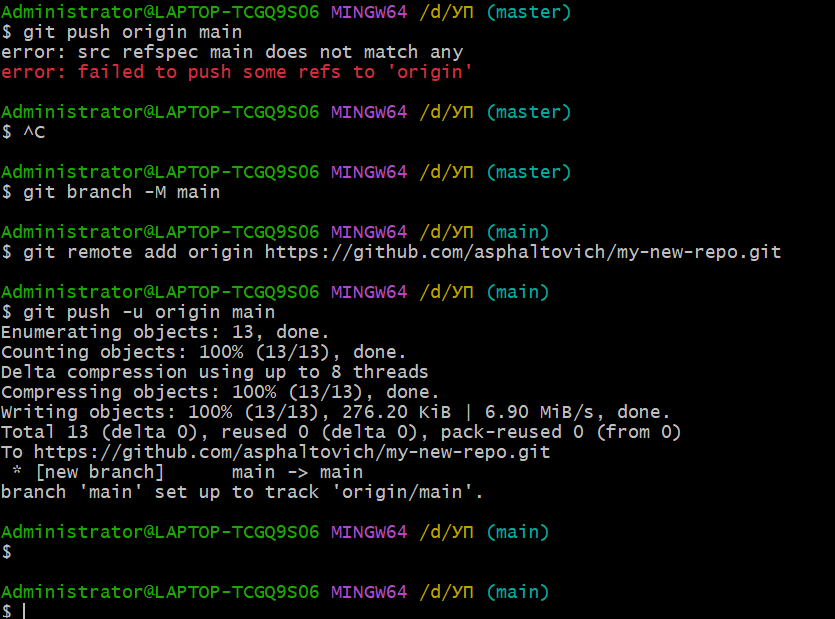 Administrator@LAPTOP-TCGQ9S06 MINGW64 /d/УП (master)
$ git push origin main
error: src refspec main does not match any
error: failed to push some refs to 'origin'
Administrator@LAPTOP-TCGQ9S06 MINGW64 /d/УП (master)
$ ^C
Administrator@LAPTOP-TCGQ9S06 MINGW64 /d/УП (master)
$ git branch -M main
Administrator@LAPTOP-TCGQ9S06 MINGW64 /d/УП (main)
$ git remote add origin https://github.com/asphaltovich/my-new-repo.git
Administrator@LAPTOP-TCGQ9S06 MINGW64 /d/УП (main)
$ git push -u origin main
Enumerating objects: 13, done.
Counting objects: 100% (13/13), done.
Delta compression using up to 8 threads
Compressing objects: 100% (13/13), done.
Writing objects: 100% (13/13), 276.20 KiB | 6.90 MiB/s, done.
Total 13 (delta 0), reused 0 (delta 0), pack-reused 0 (from 0)
To https://github.com/asphaltovich/my-new-repo.git
 * [new branch]      main -> main
branch 'main' set up to track 'origin/main'.
Administrator@LAPTOP-TCGQ9S06 MINGW64 /d/УП (main)
$
Administrator@LAPTOP-TCGQ9S06 MINGW64 /d/УП (main)
$